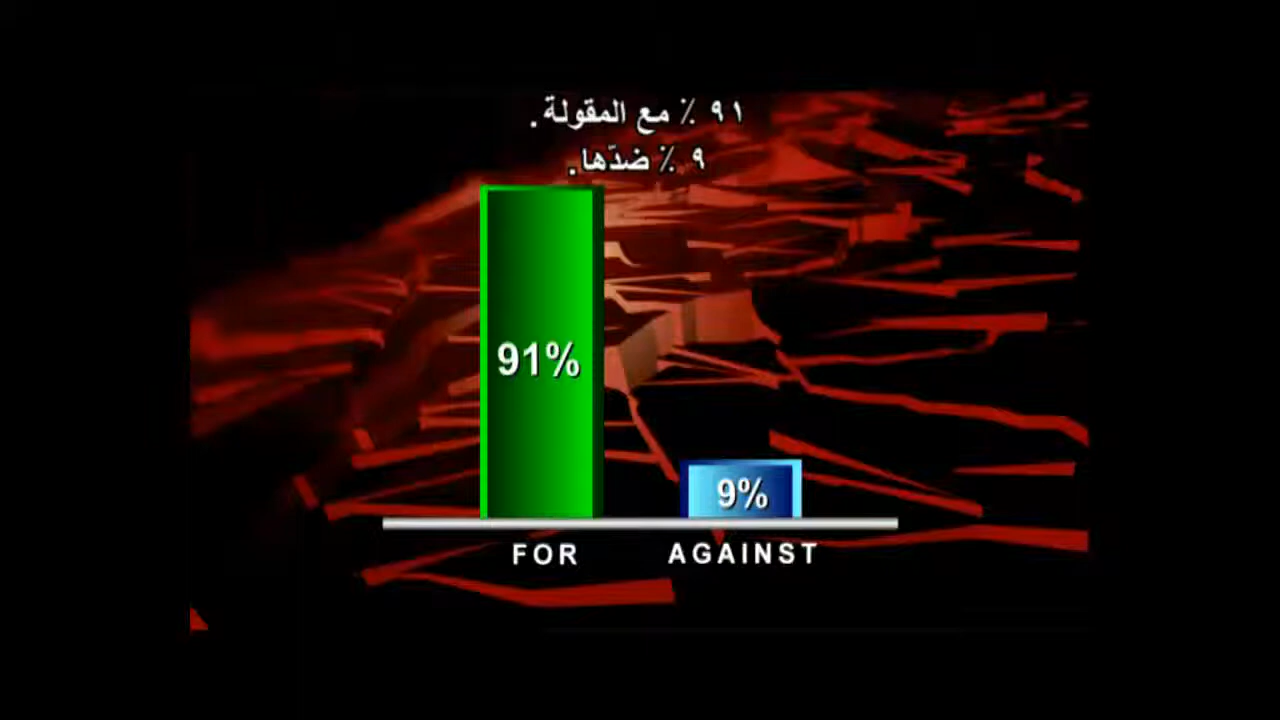 ٩١ ٪ مع المقولة.
٩ ٪ ضدّها.
91%
9%
FOR
AGAINST